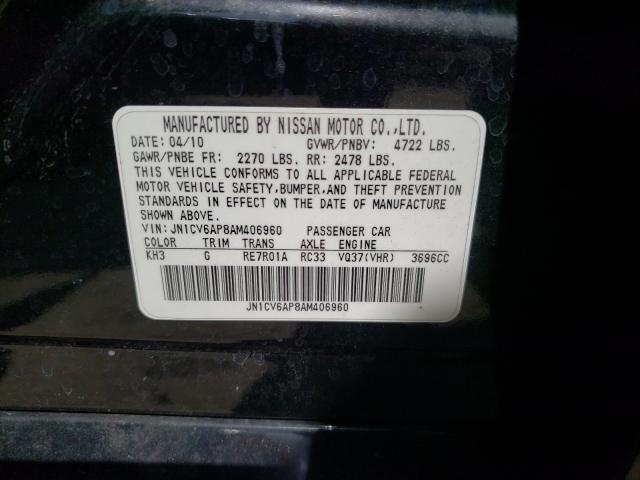 MANUFACTURED BY NISSAN MOTOR CO.,LTD.
DATE: 04/10 GVWR/PNBV: 4722 LBS.
GAWR/PNBE FR: 2270 LBS. RR: 2478 LBS.
THIS VEHICLE CONFORMS TO ALL APPLICABLE FEDERAL
MOTOR VEHICLE SAFETY,BUMPER,AND THEFT PREVENTION
STANDARDS IN EFFECT ON THE DATE OF MANUFACTURE
SHOWN ABOVE.
VIN: JN1CV6AP8AM406960 PASSENGER CAR
COLOR TRIM TRANS AXLE ENGINE
KH3 G RE7R01A RC33 VQ37(VHR) 3696CC
JN1CV6AP8AM406960